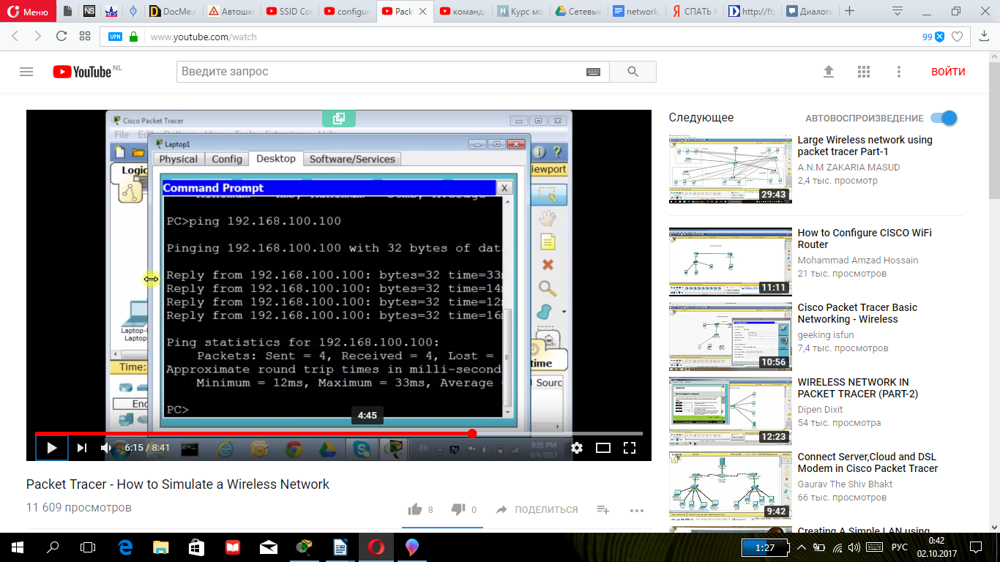 Меню
DocMe.r
Автошко
SSID Co
configur
Pack
команда
Курс мо
Сетевые
network
СПАТЬ Н
http://ft
Диалоги
VPN
www.youtube.com/watch
99
YouTube NL
Введите запрос
ВОЙТИ
Cisco Packet Tracer
Laptop1
Physical
Config
Desktop
Software/Services
Logic
iewport
Command Prompt
X
PC>ping 192.168.100.100
Pinging 192.168.100.100 with 32 bytes of dat
Reply from 192.168.100.100: bytes=32 time=33m
Reply from 192.168.100.100: bytes=32 time=14m
Reply from 192.168.100.100: bytes=32 time=12m
Reply from 192.168.100.100: bytes=32 time=16m
Ping statistics for 192.168.100.100:
Packets: Sent = 4, Received = 4, Lost =
Approximate round trip times in milli-second
Minimum = 12ms, Maximum = 33ms, Average =
PC>
Laptop
Laptop
Time:
time
d Sourc
En
4:45
6:15 / 8:41
EN
9:51 PM
6/4/2013
Packet Tracer - How to Simulate a Wireless Network
11 609 просмотров
8
0
ПОДЕЛИТЬСЯ
Следующее
АВТОВОСПРОИЗВЕДЕНИЕ
Large Wireless network using
packet tracer Part-1
A.N.M ZAKARIA MASUD
2,4 тыс. просмотр
29:43
How to Configure CISCO WiFi
Router
Mohammad Amzad Hossain
21 тыс. просмотров
11:11
Cisco Packet Tracer Basic
Networking - Wireless
geeking isfun
7,4 тыс. просмотров
10:56
WIRELESS NETWORK IN
PACKET TRACER (PART-2)
Dipen Dixit
54 тыс. просмотра
12:23
Connect Server,Cloud and DSL
Modem in Cisco Packet Tracer
Gaurav The Shiv Bhakt
66 тыс. просмотров
9:42
Creating A Simple LAN using
1:27
РУС
0:42
02.10.2017